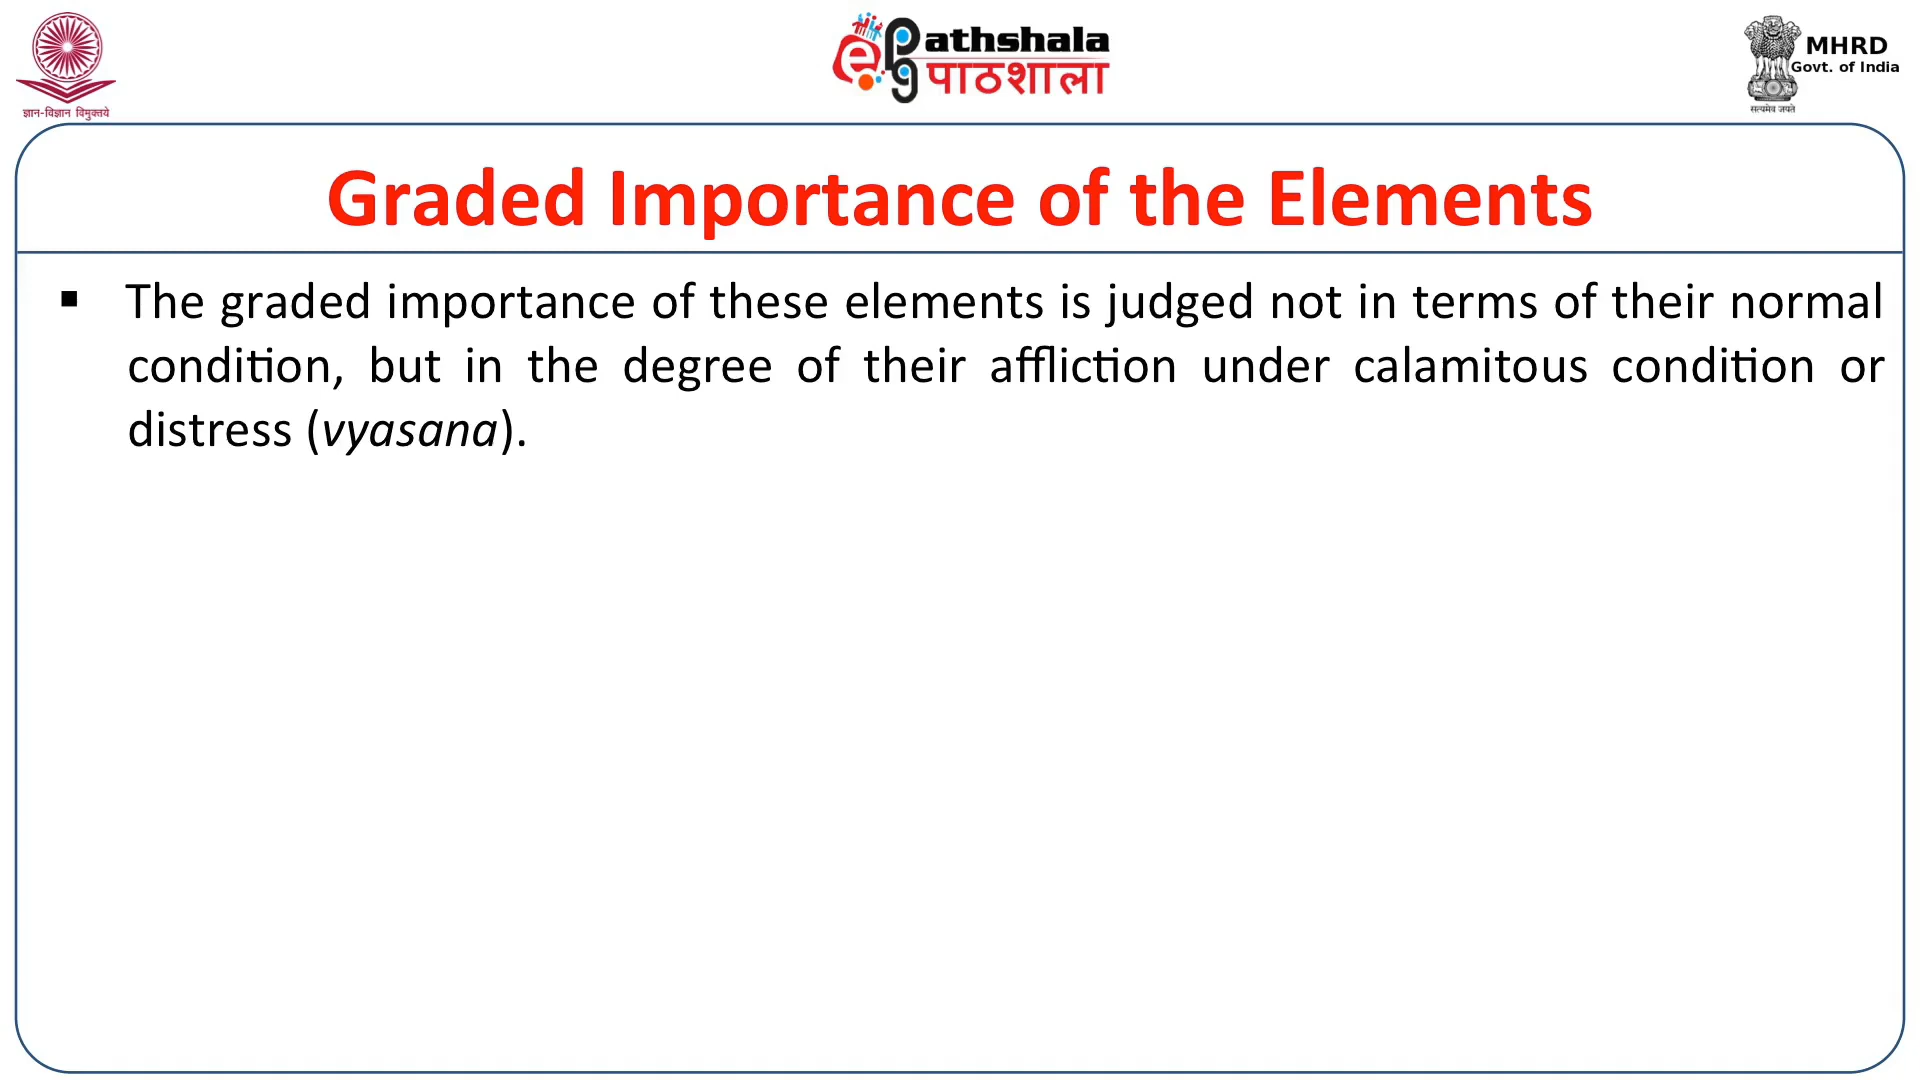 ज्ञान-विज्ञान विमुक्तये
ePG Pathshala
पाठशाला
MHRD
Govt. of India
सत्यमेव जयते
Graded Importance of the Elements
▪ The graded importance of these elements is judged not in terms of their normal
condition, but in the degree of their affliction under calamitous condition or
distress (vyasana).